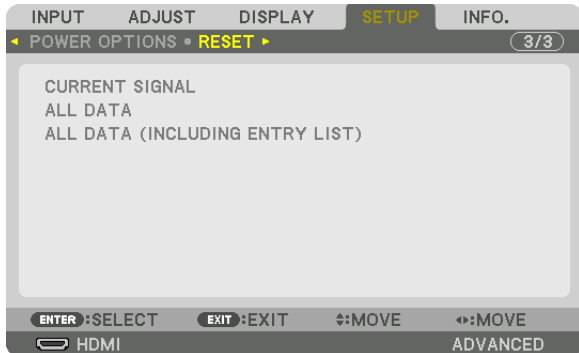 INPUT ADJUST DISPLAY SETUP INFO.
POWER OPTIONS • RESET 3/3
CURRENT SIGNAL
ALL DATA
ALL DATA (INCLUDING ENTRY LIST)
ENTER :SELECT EXIT :EXIT :MOVE :MOVE
HDMI ADVANCED